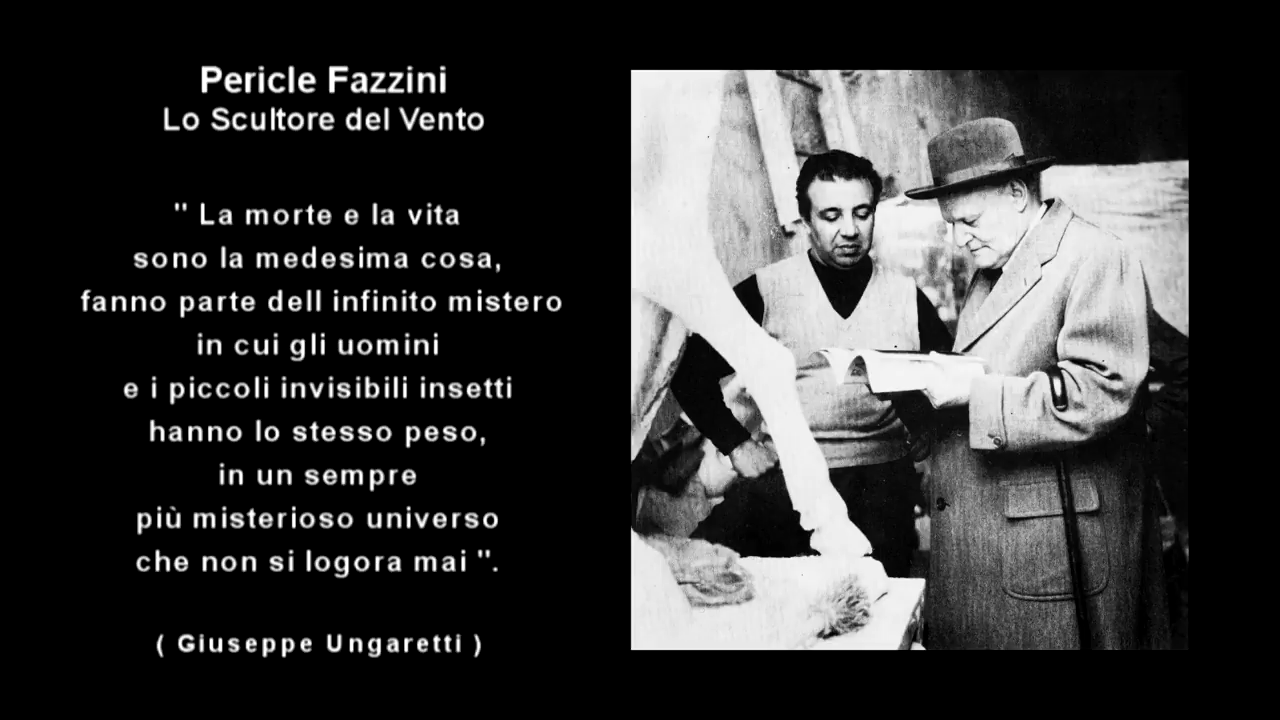 Pericle Fazzini
Lo Scultore del Vento
" La morte e la vita
sono la medesima cosa,
fanno parte dell infinito mistero
in cui gli uomini
e i piccoli invisibili insetti
hanno lo stesso peso,
in un sempre
più misterioso universo
che non si logora mai ".
( Giuseppe Ungaretti )